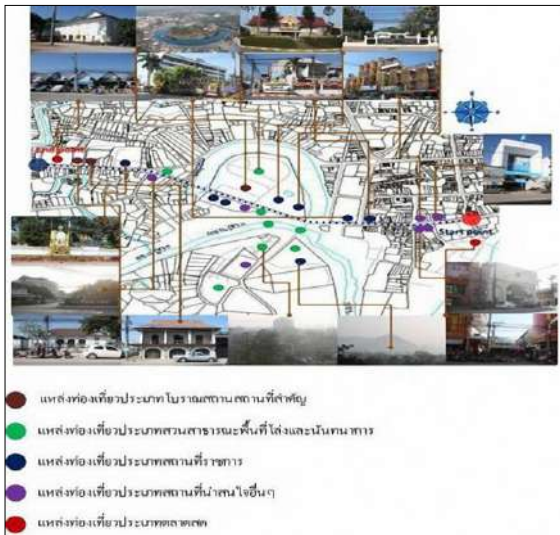 Start point
แหล่งท่องเที่ยวประเภทโบราณสถานสถานที่สำคัญ
แหล่งท่องเที่ยวประเภทสวนสาธารณะพื้นที่โล่งและนันทนาการ
แหล่งท่องเที่ยวประเภทสถานที่ราชการ
แหล่งท่องเที่ยวประเภทสถานที่น่าสนใจอื่นๆ
แหล่งท่องเที่ยวประเภทตลาดสด